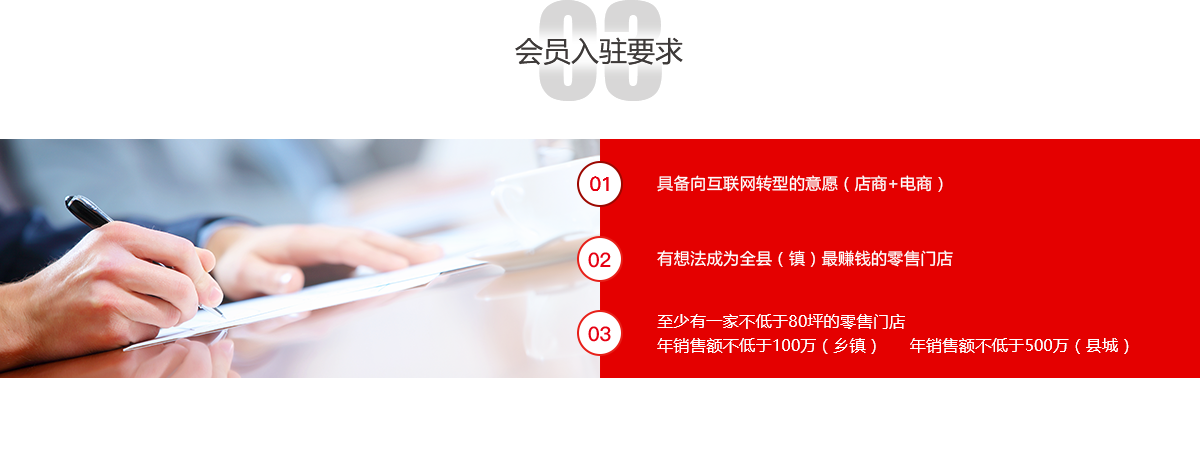 03
会员入驻要求
01
具备向互联网转型的意愿（店商+电商）
02
有想法成为全县（镇）最赚钱的零售门店
03
至少有一家不低于80坪的零售门店
年销售额不低于100万（乡镇） 年销售额不低于500万（县城）